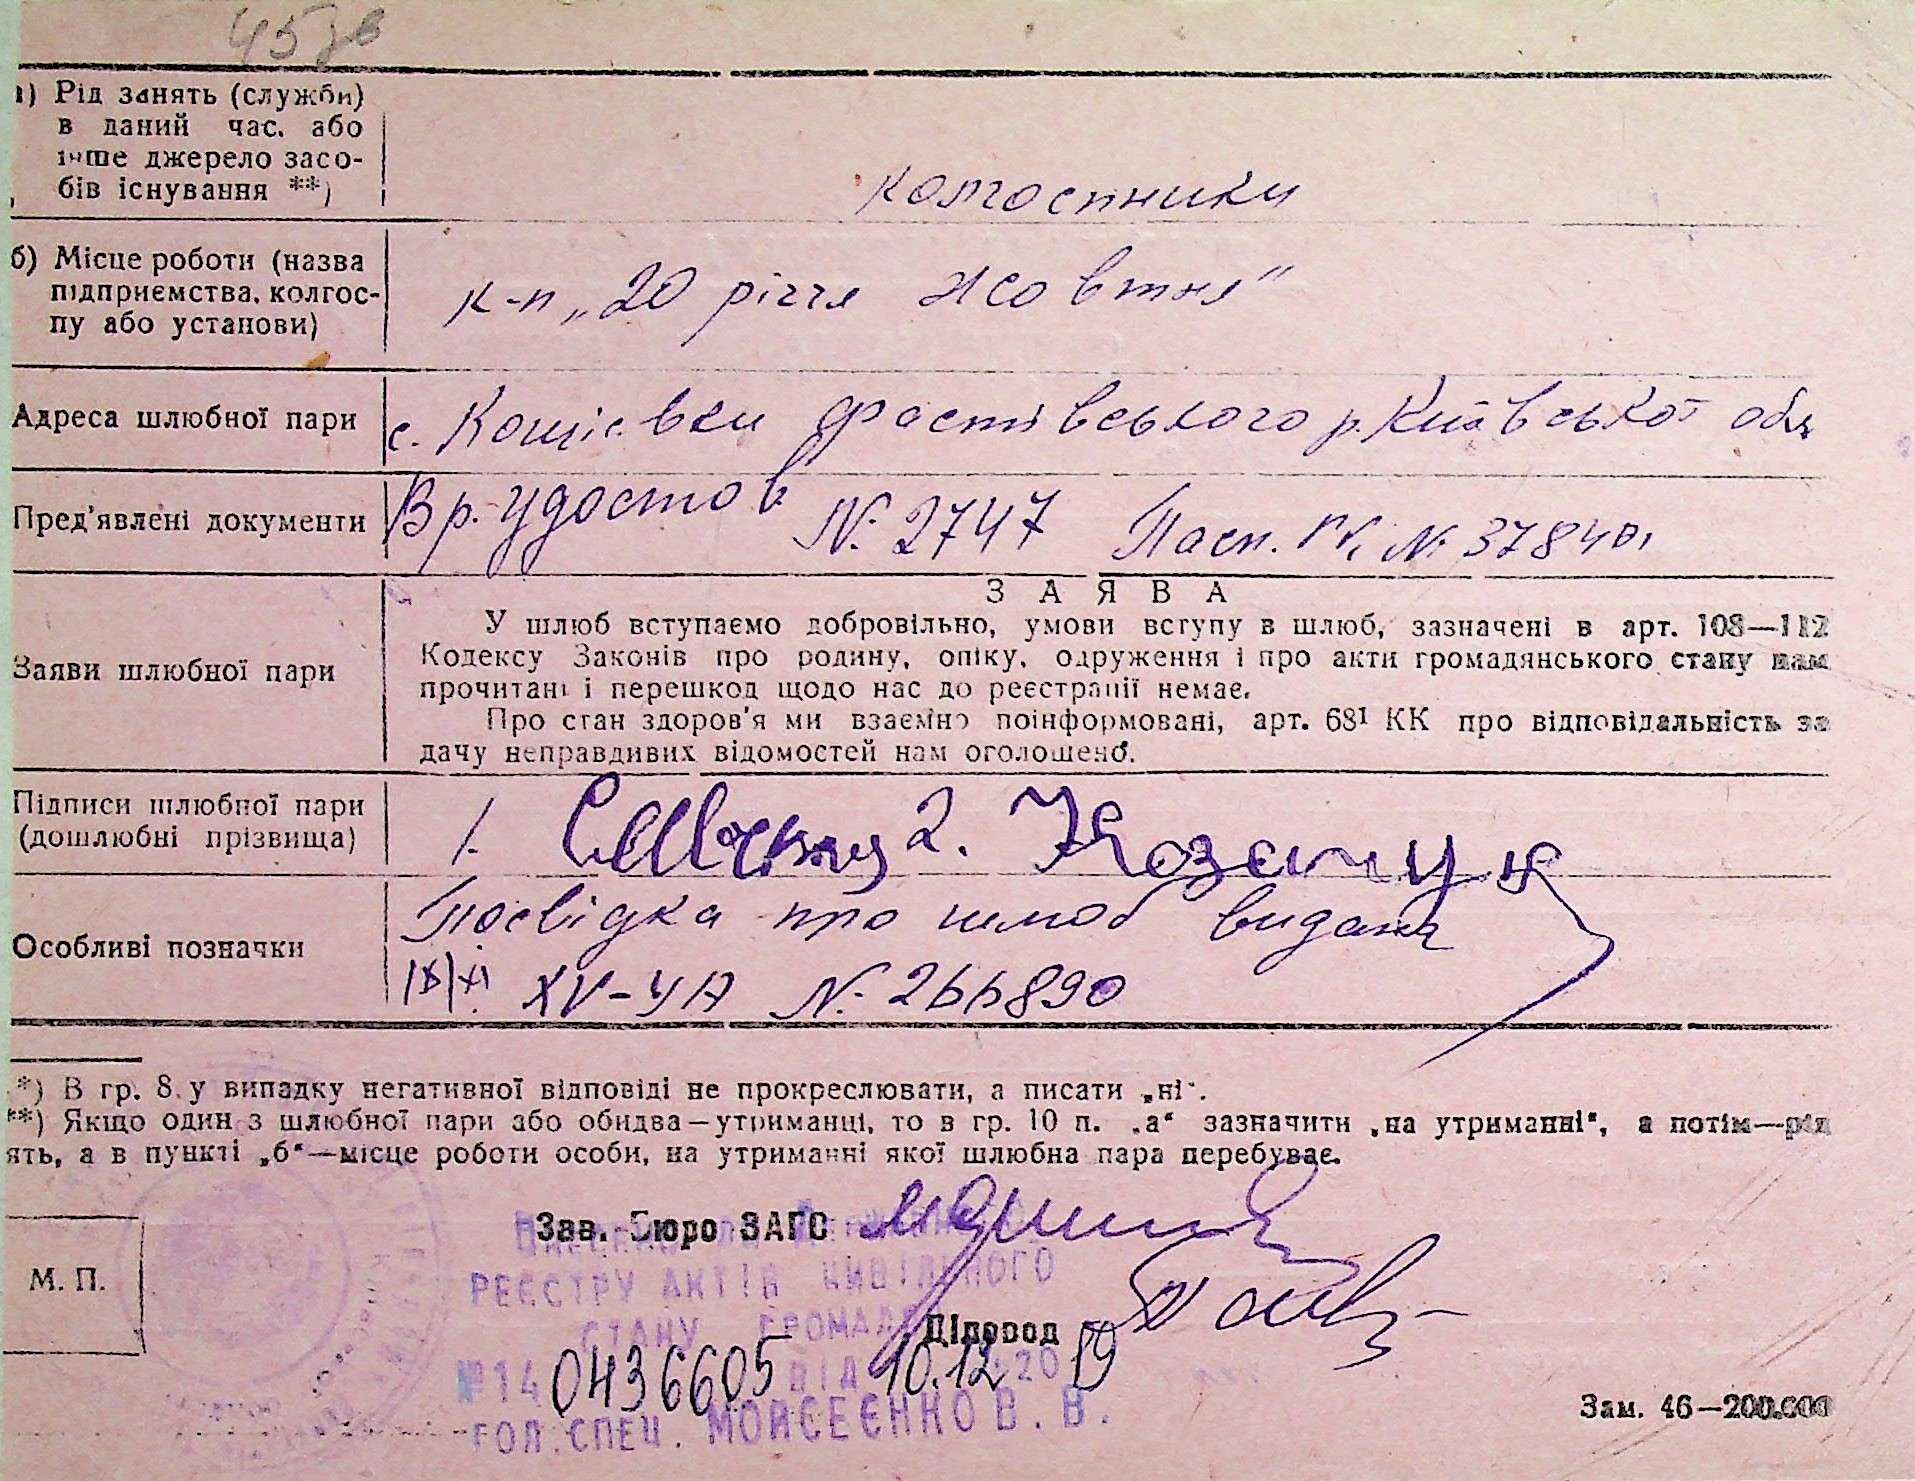 а) Рід занять (служби)
в даний час, або
інше джерело засо-
бів існування **)
колгоспники
б) Місце роботи (назва
підприємства, колгос-
пу або установи)
к-п „20 річчя Жовтня"
Адреса шлюбної пари
с. Кощієвки Фастівського р. Київської обл
Пред'явлені документи
Вр. удостов. № 2747 Пасп. IV, № 37840
Заяви шлюбної пари
ЗАЯВА
У шлюб вступаємо добровільно, умови вступу в шлюб, зазначені в арт. 108—112
Кодексу Законів про родину, опіку, одруження і про акти громадянського стану нам
прочитані і перешкод щодо нас до реєстрації немає.
Про стан здоров'я ми взаємно поінформовані, арт. 68¹ КК про відповідальність за
дачу неправдивих відомостей нам оголошено.
Підписи шлюбної пари
(дошлюбні прізвища)
1. 2. Козачук
Особливі позначки
Посвідка про шлюб видана
XV-УА № 266890
*) В гр. 8 у випадку негативної відповіді не прокреслювати, а писати „ні".
**) Якщо один з шлюбної пари або обидва—утриманці, то в гр. 10 п. „а" зазначити „на утриманні", а потім—рід
ять, а в пункті „б"—місце роботи особи, на утриманні якої шлюбна пара перебуває.
Зав. Бюро ЗАГС
М. П.
РЕЄСТРУ АКТІВ ЦИВІЛЬНОГО
СТАНУ ГРОМАДЯН
Діловод
№ 14 0436605 ВІД 10.12 2019
ГОЛ. СПЕЦ. МОЙСЕЄНКО В. В.
Зам. 46—200.000